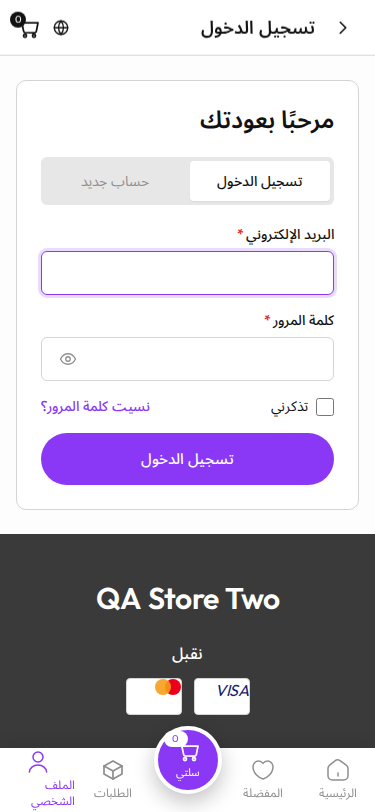 تسجيل الدخول
0
مرحبًا بعودتك
تسجيل الدخول
حساب جديد
البريد الإلكتروني *
كلمة المرور *
تذكرني
نسيت كلمة المرور؟
تسجيل الدخول
QA Store Two
نقبل
VISA
الرئيسية
المفضلة
0
سلتي
الطلبات
الملف
الشخصي